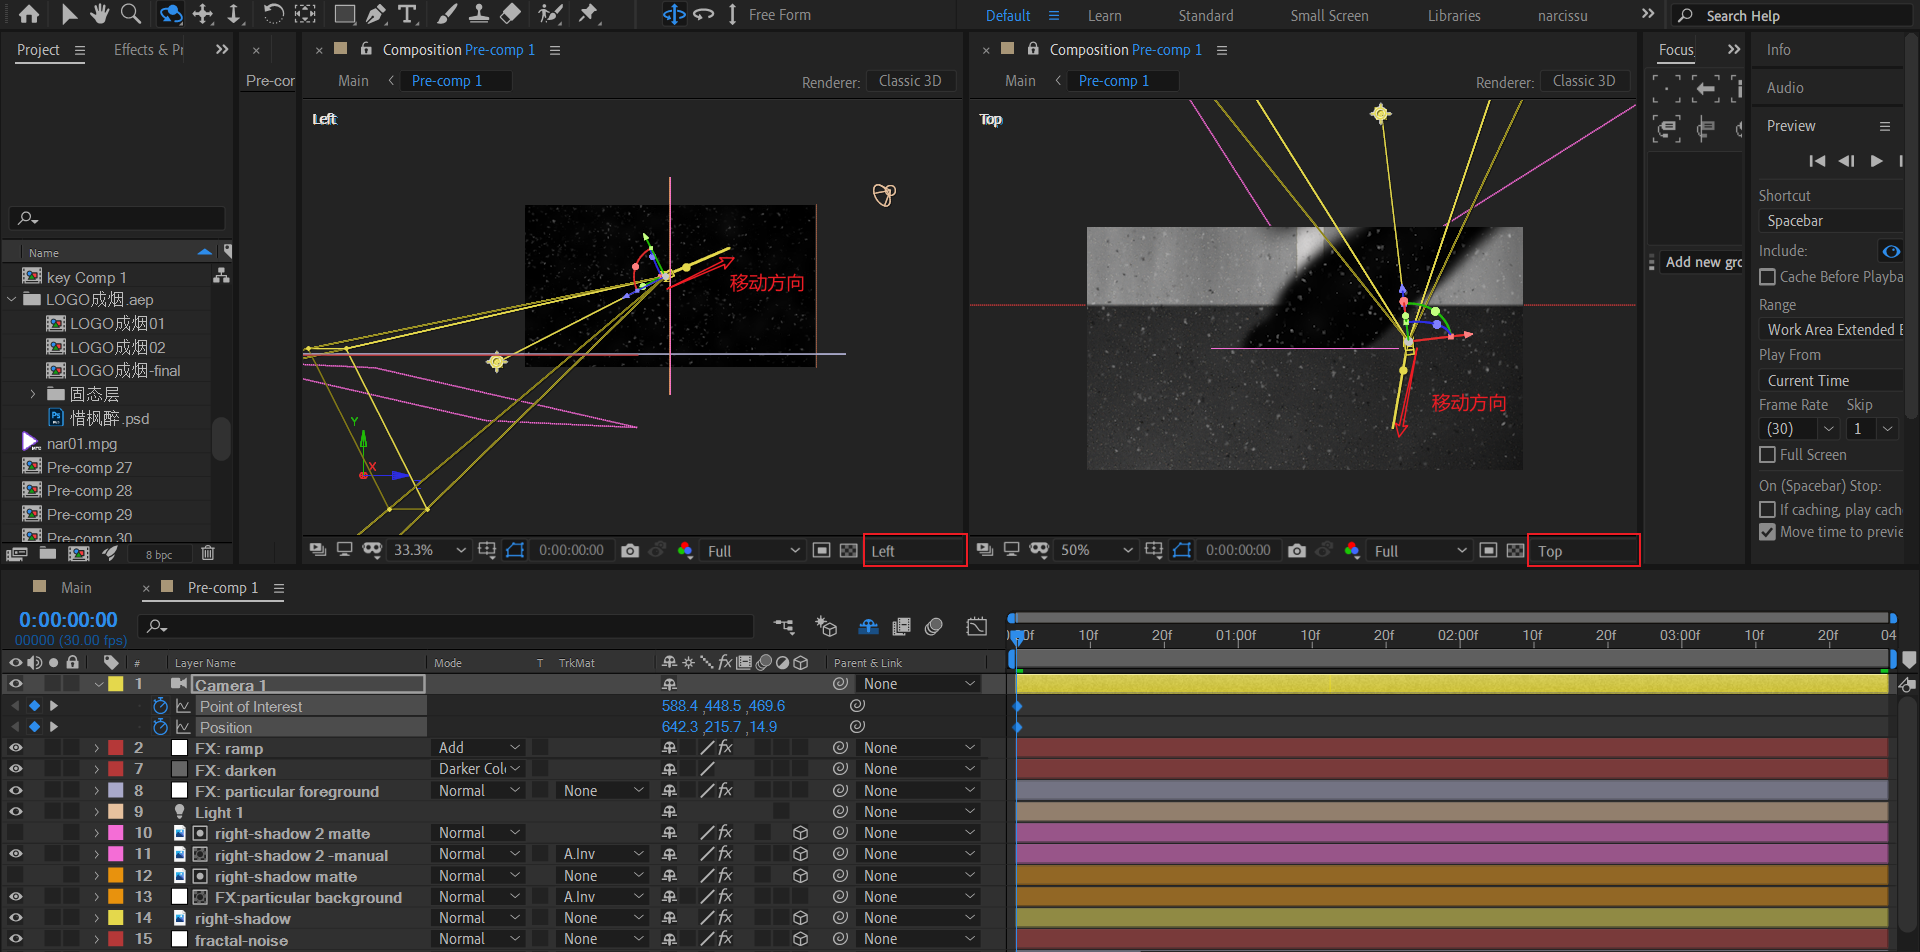 Free Form
Default
Learn
Standard
Small Screen
Libraries
narcissu
Search Help
Project
Effects & Pr
Pre-cor
Composition Pre-comp 1
Main
Pre-comp 1
Renderer:
Classic 3D
Left
移动方向
Y
X
Composition Pre-comp 1
Main
Pre-comp 1
Renderer:
Classic 3D
Top
移动方向
Focus
Add new gro
Info
Audio
Preview
Shortcut
Spacebar
Include:
Cache Before Playba
Range
Work Area Extended B
Play From
Current Time
Frame Rate Skip
(30) 1
Full Screen
On (Spacebar) Stop:
If caching, play cach
Move time to previe
Name
key Comp 1
LOGO成烟.aep
LOGO成烟01
LOGO成烟02
LOGO成烟-final
固态层
惜枫醉.psd
nar01.mpg
Pre-comp 27
Pre-comp 28
Pre-comp 29
Pre-comp 30
8 bpc
33.3% 0:00:00:00 Full Left
50% 0:00:00:00 Full Top
Main
Pre-comp 1
0:00:00:00
00000 (30.00 fps)
:00f 10f 20f 01:00f 10f 20f 02:00f 10f 20f 03:00f 10f 20f 04
# Layer Name Mode T TrkMat fx Parent & Link
1 Camera 1 None
Point of Interest 588.4 ,448.5 ,469.6
Position 642.3 ,215.7 ,14.9
2 FX: ramp Add fx None
7 FX: darken Darker Col None
8 FX: particular foreground Normal None fx None
9 Light 1 None
10 right-shadow 2 matte Normal fx None
11 right-shadow 2 -manual Normal A.Inv fx None
12 right-shadow matte Normal None fx None
13 FX:particular background Normal A.Inv fx None
14 right-shadow Normal None fx None
15 fractal-noise Normal None fx None